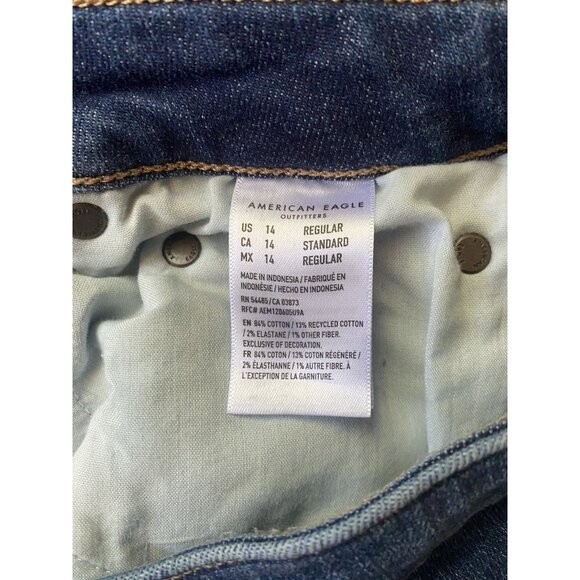 AMERICAN EAGLE
OUTFITTERS
US 14 REGULAR
CA 14 STANDARD
MX 14 REGULAR
MADE IN INDONESIA / FABRIQUÉ EN
INDONÉSIE / HECHO EN INDONESIA
RN 54485 / CA 03873
RFC# AEM120605U9A
EN: 84% COTTON / 13% RECYCLED COTTON
/ 2% ELASTANE / 1% OTHER FIBER.
EXCLUSIVE OF DECORATION.
FR: 84% COTON / 13% COTON RÉGÉNÉRÉ /
2% ÉLASTHANNE / 1% AUTRE FIBRE. À
L'EXCEPTION DE LA GARNITURE.